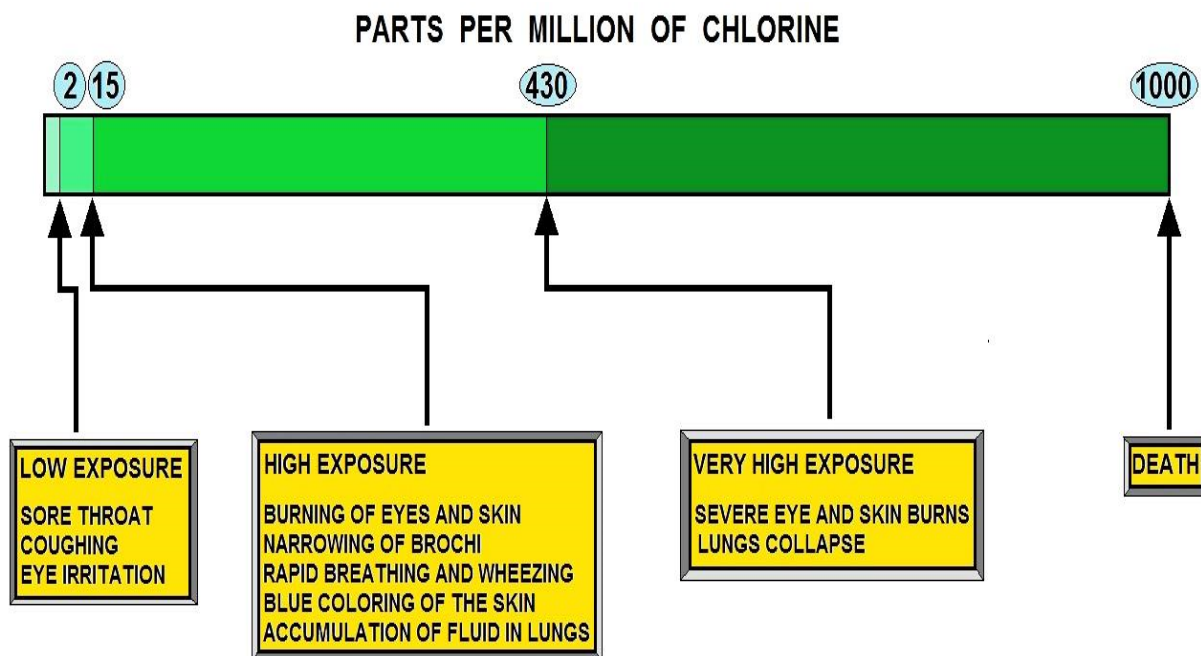 PARTS PER MILLION OF CHLORINE
2 15 430 1000
LOW EXPOSURE
SORE THROAT
COUGHING
EYE IRRITATION
HIGH EXPOSURE
BURNING OF EYES AND SKIN
NARROWING OF BROCHI
RAPID BREATHING AND WHEEZING
BLUE COLORING OF THE SKIN
ACCUMULATION OF FLUID IN LUNGS
VERY HIGH EXPOSURE
SEVERE EYE AND SKIN BURNS
LUNGS COLLAPSE
DEATH